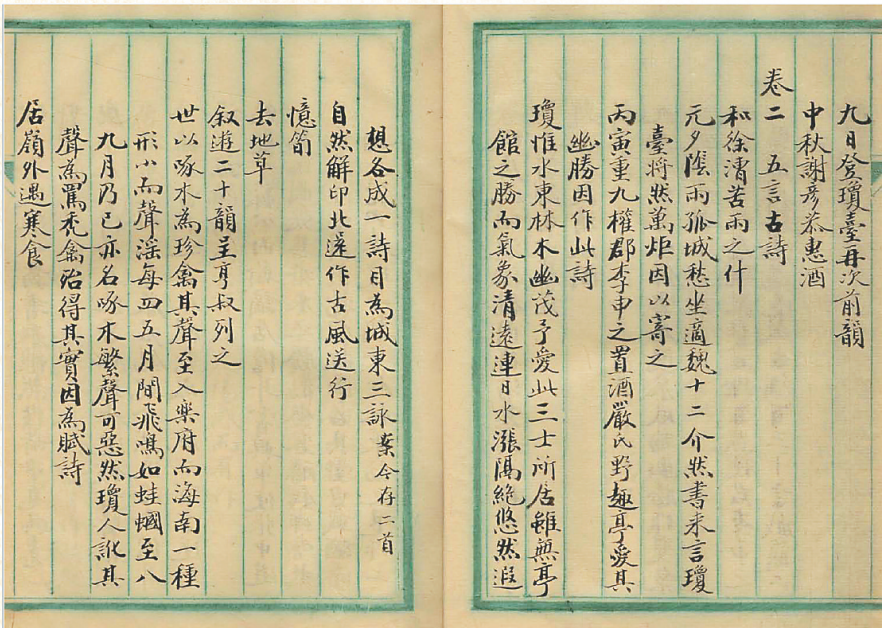 九日登瓊臺再次前韻
中秋謝彦恭惠酒
卷二　五言古詩
和徐漕苦雨之什
元夕陰雨孤城愁坐適魏十二介然書来言瓊
臺將然萬炬因以寄之
丙寅重九權郡李申之置酒嚴氏野趣亭愛其
幽勝因作此詩
瓊惟水東林木幽茂予愛此三士所居雖無亭
館之勝而氣象清遠連日水漲隔絶悠然遐
想各成一詩目為城東三詠案今存二首
自然解印北還作古風送行
憶筍
去地草
叙遊二十韻呈亨叔列之
世以啄木為珍禽其聲至入樂府而海南一種
形小而聲淫每四五月間飛鳴如蛙蟈至八
九月乃已亦名啄木繁聲可惡然瓊人訛其
聲為罵禿禽殆得其實因為賦詩
居嶺外遇寒食